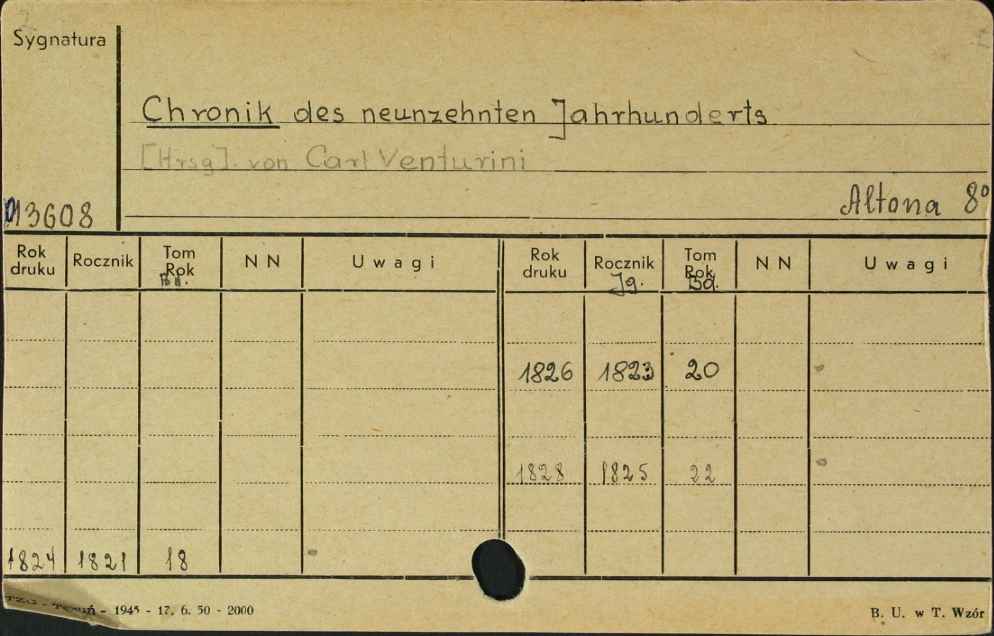 Sygnatura
Chronik des neunzehnten Jahrhunderts
[Hrsg]. von Carl Venturini
13608
Altona 8°
Rok druku Rocznik Tom Rok Bd. N N Uwagi Rok druku Rocznik Jg. Tom Rok Bd. N N Uwagi
1826 1823 20
1828 1825 22
1824 1821 18
- 1945 - 17. 6. 50 - 2000
B. U. w T. Wzór